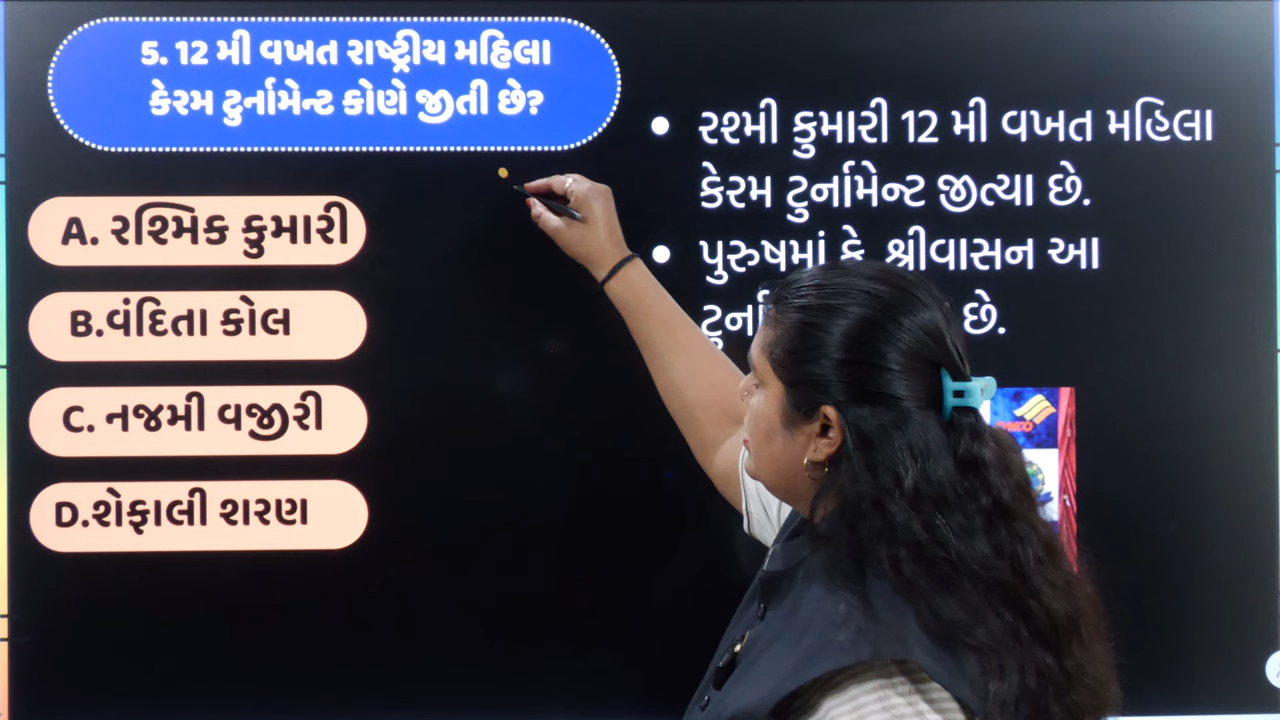 5. 12 મી વખત રાષ્ટ્રીય મહિલા
કેરમ ટુર્નામેન્ટ કોણે જીતી છે?
A. રશ્મિક કુમારી
B.વંદિતા કોલ
C. નજમી વજીરી
D.શેફાલી શરણ
• રશ્મી કુમારી 12 મી વખત મહિલા
કેરમ ટુર્નામેન્ટ જીત્યા છે.
• પુરુષમાં કે શ્રીવાસન આ
છે.